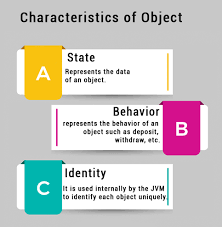 Characteristics of Object
A
State
Represents the data
of an object.
Behavior
represents the behavior of an
object such as deposit,
withdraw, etc.
B
C
Identity
It is used internally by the JVM
to identify each object uniquely.